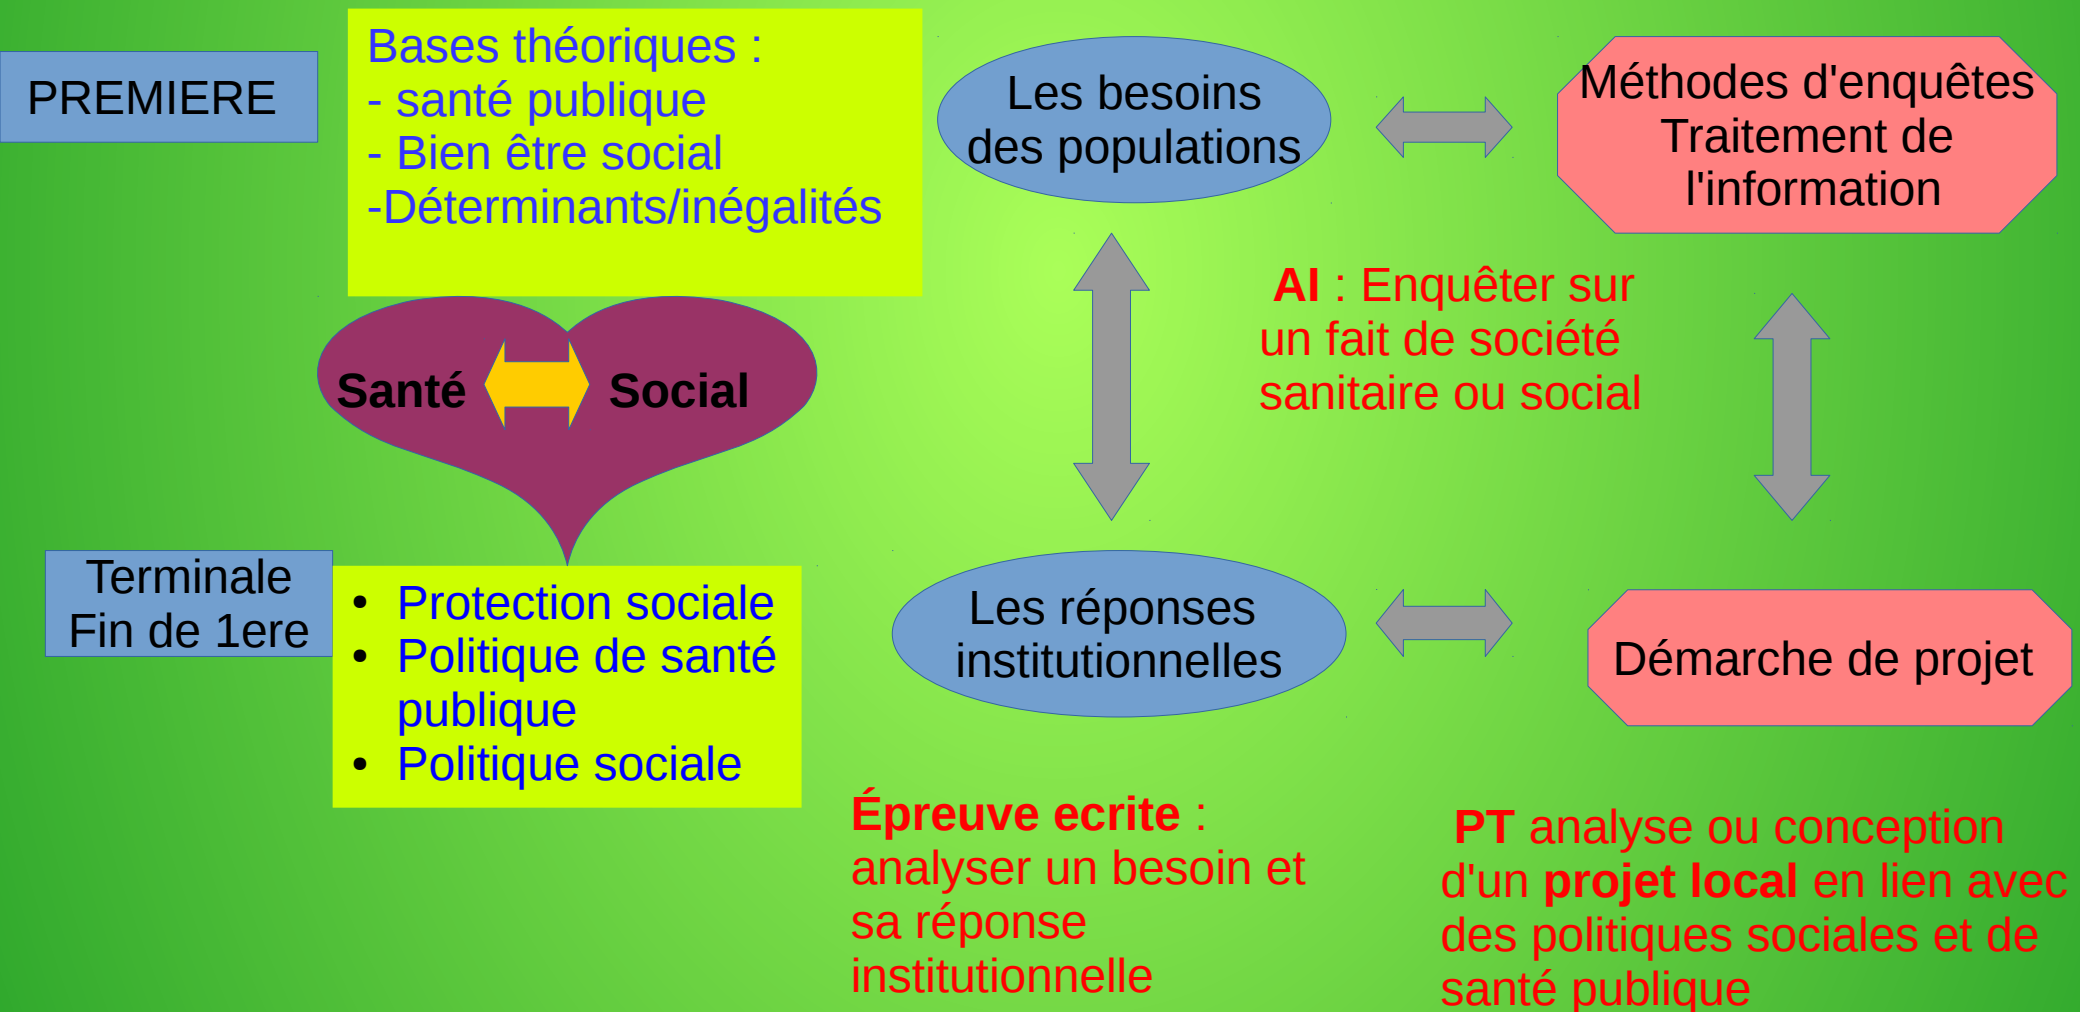 PREMIERE
Bases théoriques :
- santé publique
- Bien être social
-Déterminants/inégalités
Les besoins
des populations
Méthodes d'enquêtes
Traitement de
l'information
AI : Enquêter sur
un fait de société
sanitaire ou social
Santé
Social
Terminale
Fin de 1ere
• Protection sociale
• Politique de santé
publique
• Politique sociale
Les réponses
institutionnelles
Démarche de projet
Épreuve ecrite :
analyser un besoin et
sa réponse
institutionnelle
PT analyse ou conception
d'un projet local en lien avec
des politiques sociales et de
santé publique